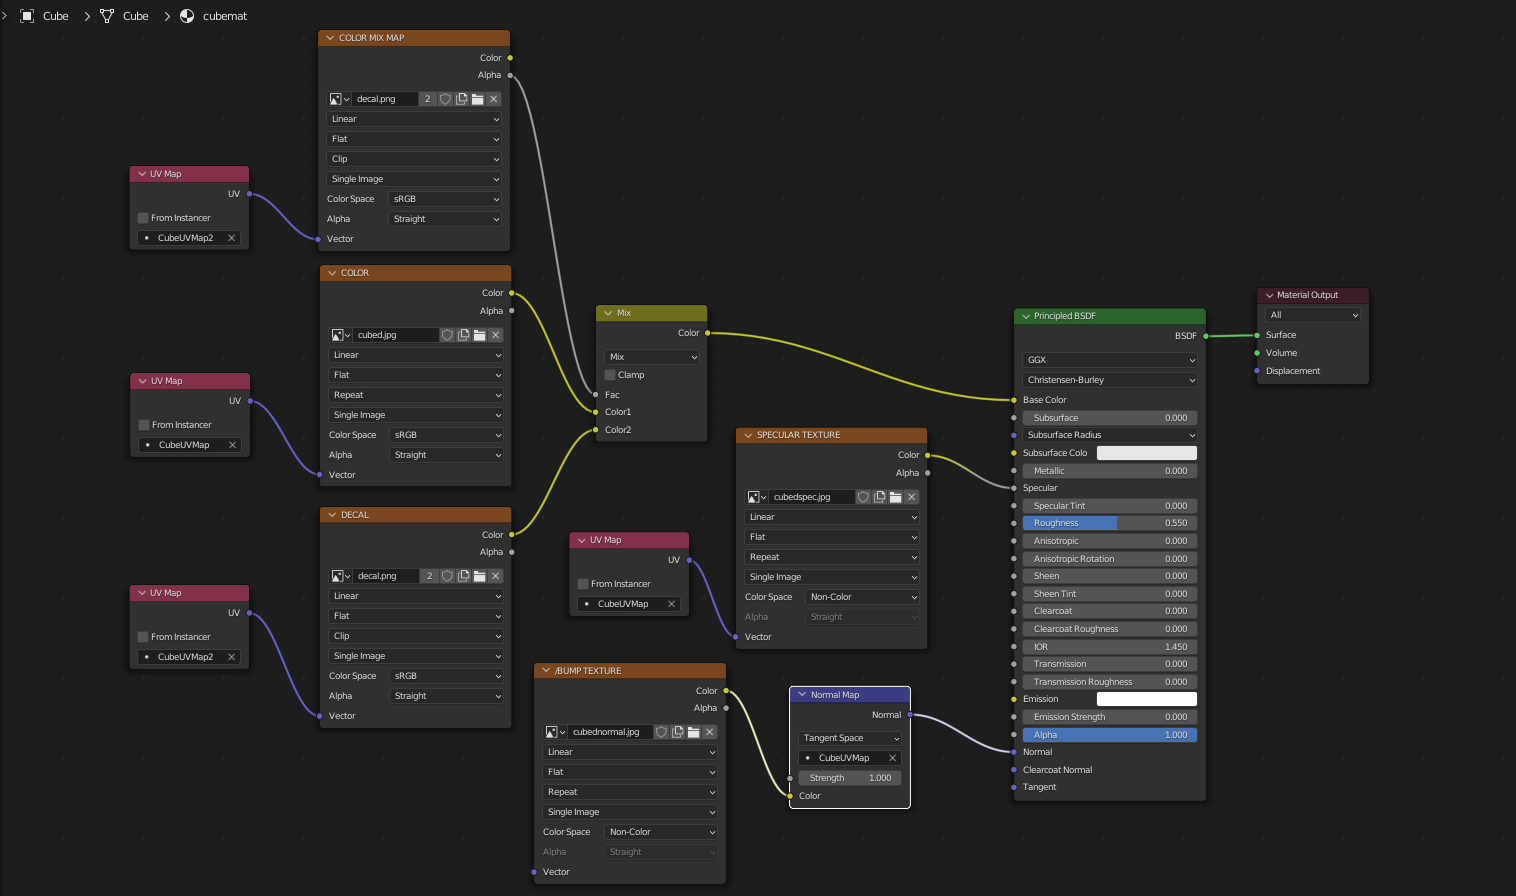 Cube > Cube > cubemat
COLOR MIX MAP
Color
Alpha
decal.png 2
Linear
Flat
Clip
Single Image
Color Space sRGB
Alpha Straight
Vector
UV Map
UV
From Instancer
CubeUVMap2
COLOR
Color
Alpha
cubed.jpg
Linear
Flat
Repeat
Single Image
Color Space sRGB
Alpha Straight
Vector
UV Map
UV
From Instancer
CubeUVMap
DECAL
Color
Alpha
decal.png 2
Linear
Flat
Clip
Single Image
Color Space sRGB
Alpha Straight
Vector
UV Map
UV
From Instancer
CubeUVMap2
Mix
Color
Mix
Clamp
Fac
Color1
Color2
UV Map
UV
From Instancer
CubeUVMap
SPECULAR TEXTURE
Color
Alpha
cubedspec.jpg
Linear
Flat
Repeat
Single Image
Color Space Non-Color
Alpha Straight
Vector
/BUMP TEXTURE
Color
Alpha
cubednormal.jpg
Linear
Flat
Repeat
Single Image
Color Space Non-Color
Alpha Straight
Vector
Normal Map
Normal
Tangent Space
CubeUVMap
Strength 1.000
Color
Principled BSDF
BSDF
GGX
Christensen-Burley
Base Color
Subsurface 0.000
Subsurface Radius
Subsurface Colo
Metallic 0.000
Specular
Specular Tint 0.000
Roughness 0.550
Anisotropic 0.000
Anisotropic Rotation 0.000
Sheen 0.000
Sheen Tint 0.000
Clearcoat 0.000
Clearcoat Roughness 0.000
IOR 1.450
Transmission 0.000
Transmission Roughness 0.000
Emission
Emission Strength 0.000
Alpha 1.000
Normal
Clearcoat Normal
Tangent
Material Output
All
Surface
Volume
Displacement